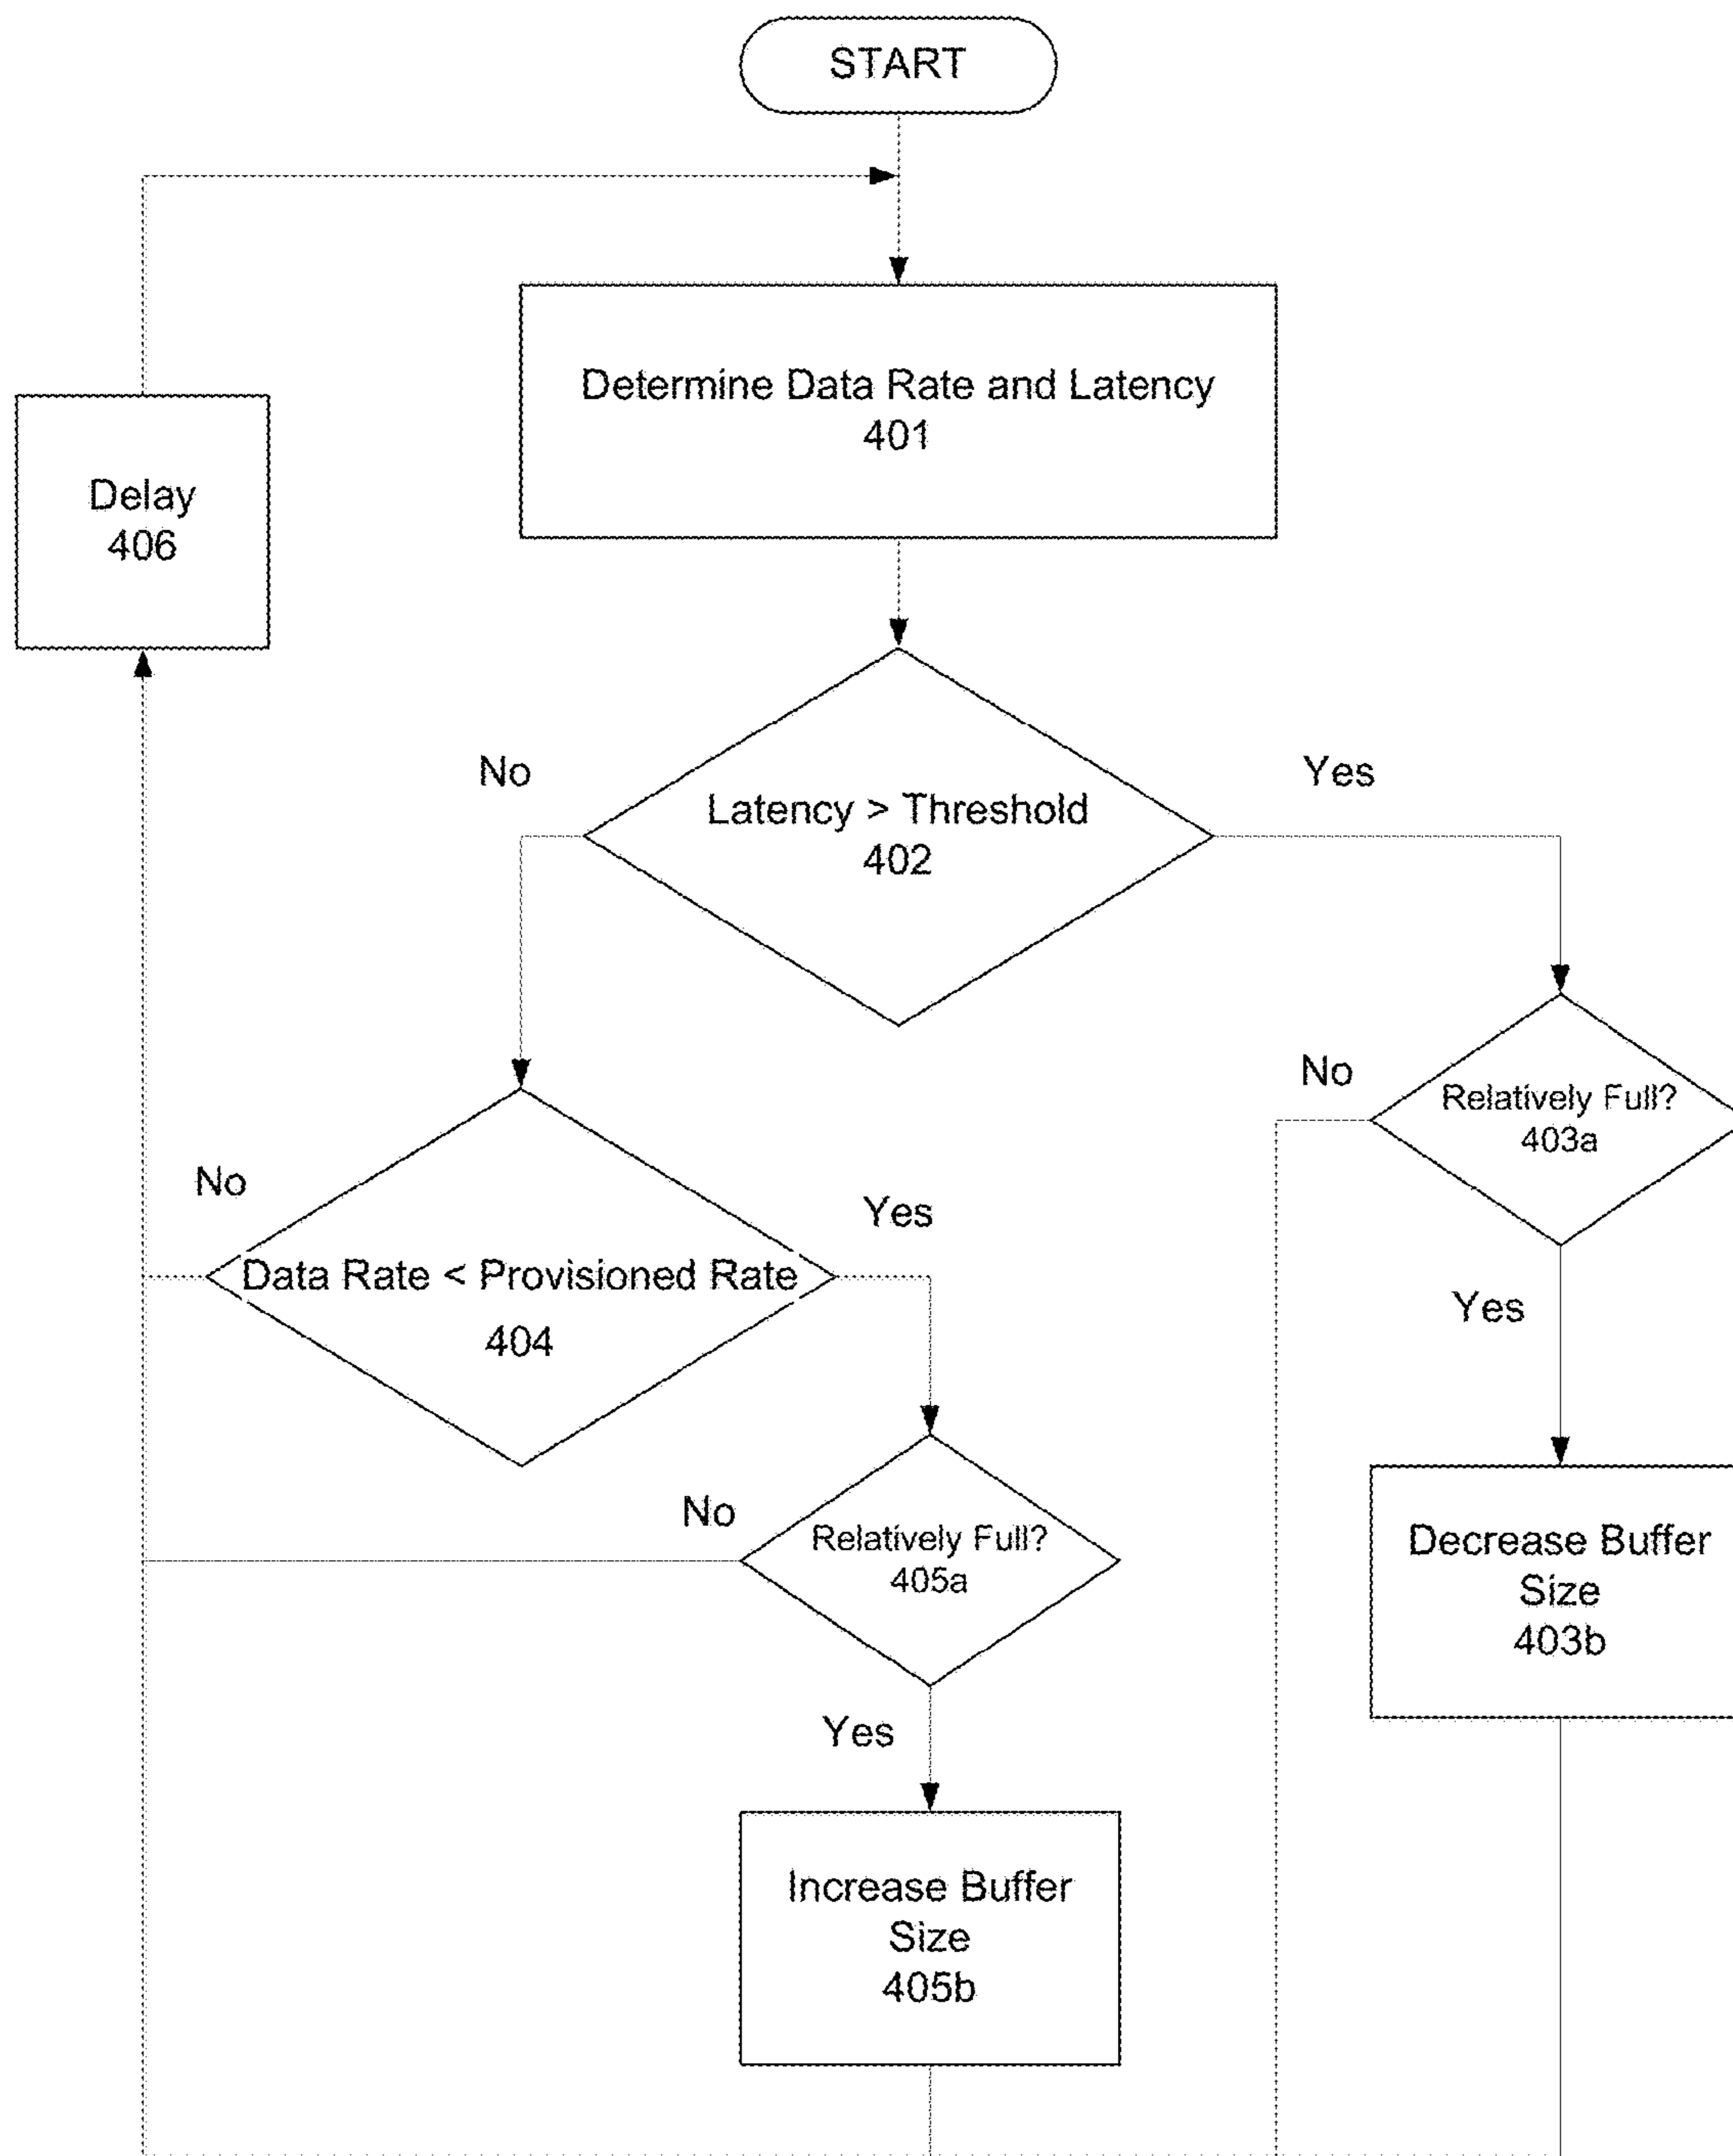 START
Determine Data Rate and Latency
401
Delay
406
No
Yes
Latency > Threshold
402
No
Relatively Full?
403a
No
Yes
Data Rate < Provisioned Rate
404
Yes
No
Relatively Full?
405a
Decrease Buffer
Size
403b
Yes
Increase Buffer
Size
405b